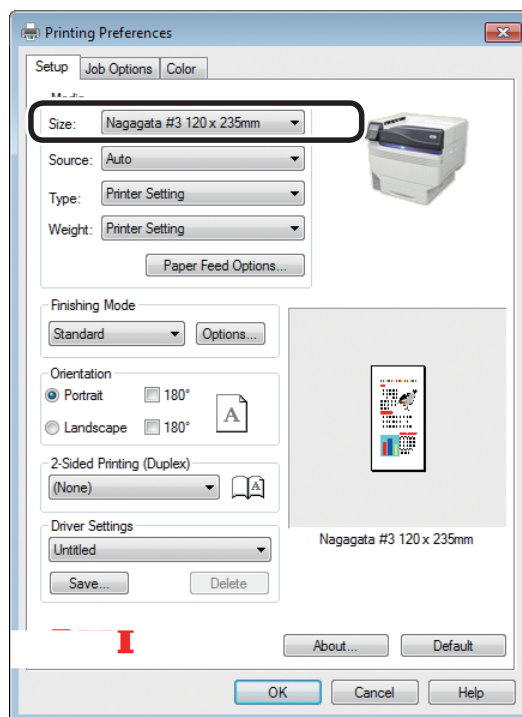 Printing Preferences
Setup Job Options Color
Size: Nagagata #3 120 x 235mm
Source: Auto
Type: Printer Setting
Weight: Printer Setting
Paper Feed Options...
Finishing Mode
Standard Options...
Orientation
Portrait 180°
A
Landscape 180°
2-Sided Printing (Duplex)
(None) A
Driver Settings
Untitled
Nagagata #3 120 x 235mm
Save... Delete
About... Default
OK Cancel Help